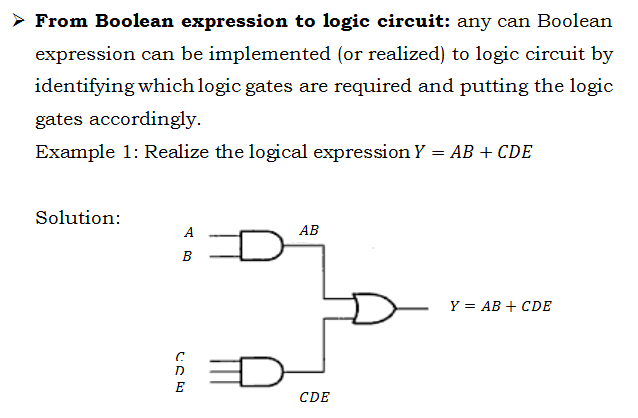 ➢ From Boolean expression to logic circuit: any can Boolean
expression can be implemented (or realized) to logic circuit by
identifying which logic gates are required and putting the logic
gates accordingly.
Example 1: Realize the logical expression Y = AB + CDE
Solution:
A
AB
B
Y = AB + CDE
C
D
E
CDE